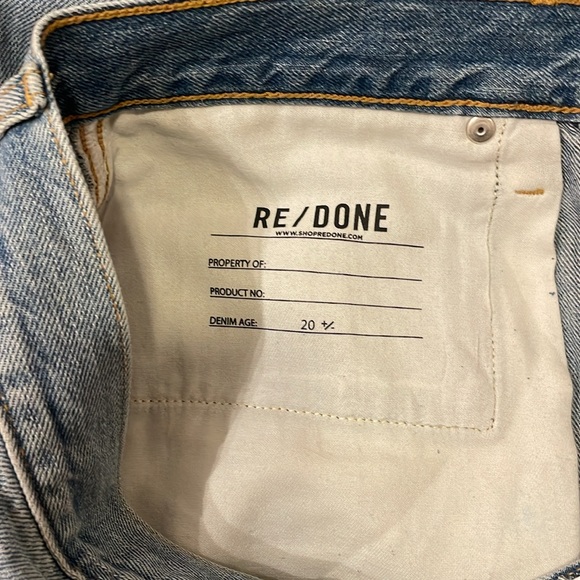 RE/DONE
WWW.SHOPREDONE.COM
PROPERTY OF:
PRODUCT NO:
DENIM AGE: 20 +/-